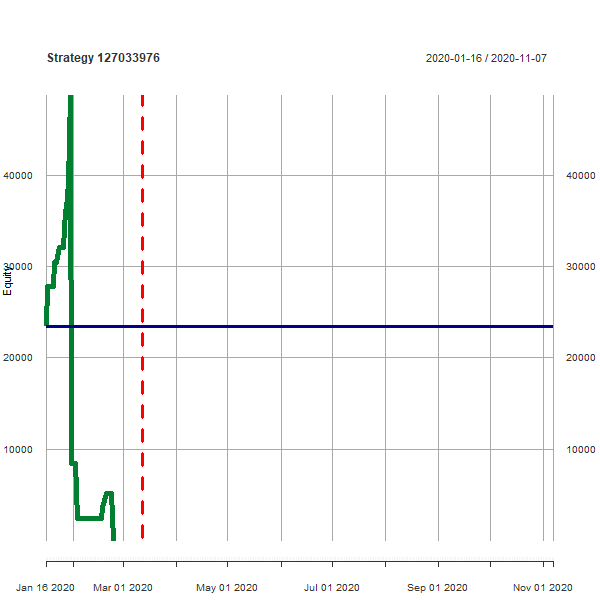 Strategy 127033976
2020-01-16 / 2020-11-07
40000
40000
30000
30000
Equity
20000
20000
10000
10000
Jan 16 2020
Mar 01 2020
May 01 2020
Jul 01 2020
Sep 01 2020
Nov 01 2020